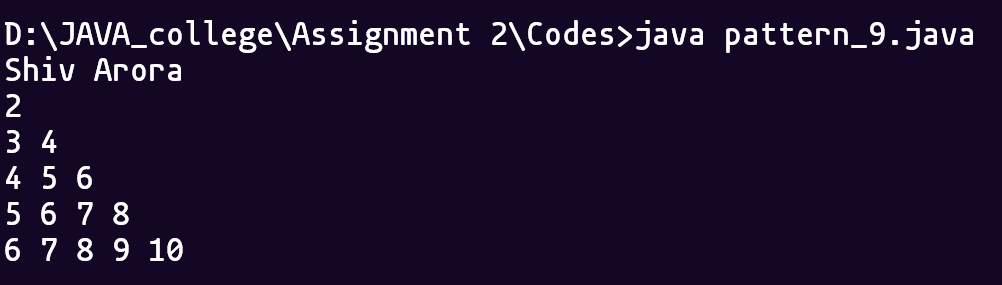 D:\JAVA_college\Assignment 2\Codes>java pattern_9.java
Shiv Arora
2
3 4
4 5 6
5 6 7 8
6 7 8 9 10